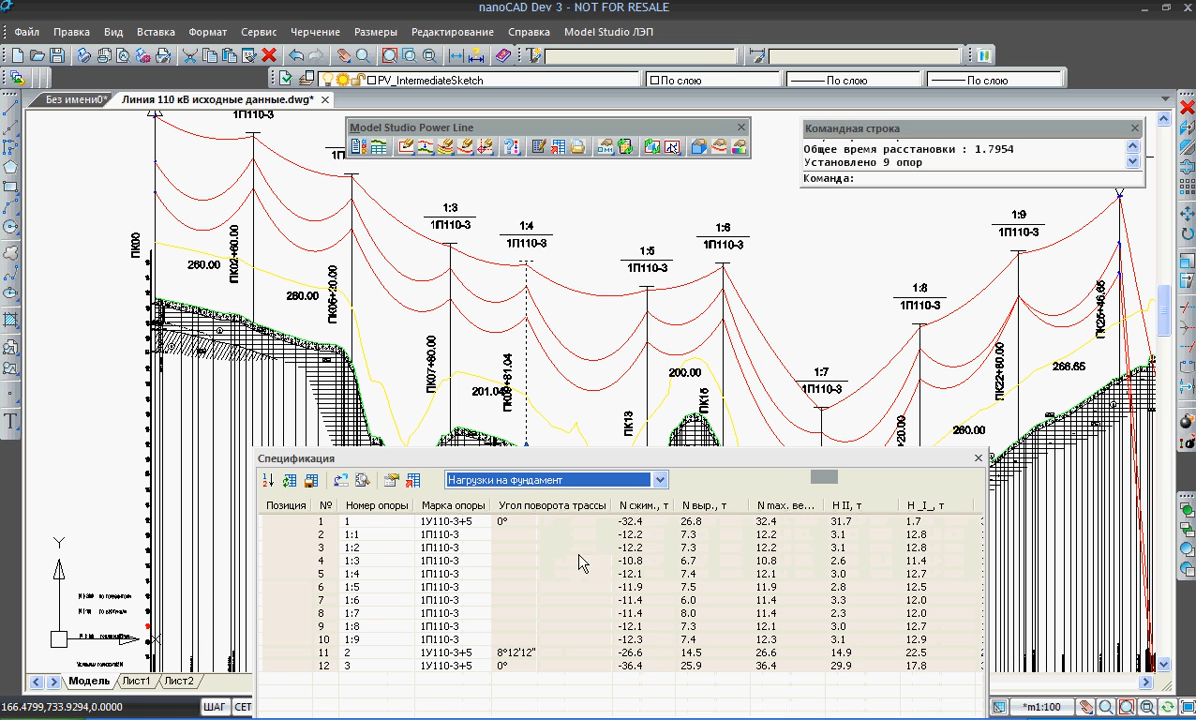 nanoCAD Dev 3 - NOT FOR RESALE
Файл Правка Вид Вставка Формат Сервис Черчение Размеры Редактирование Справка Model Studio ЛЭП
PV_IntermediateSketch По слою По слою По слою
Без имени0* Линия 110 кВ исходные данные.dwg*
Model Studio Power Line
Командная строка
Общее время расстановки : 1.7954
Установлено 9 опор
Команда:
1П110-3
1:3
1П110-3
1:4
1П110-3
1:5
1П110-3
1:6
1П110-3
1:7
1П110-3
1:8
1П110-3
1:9
1П110-3
ПК00
ПК02+60.00
ПК05+20.00
ПК07+80.00
ПК09+81.04
ПК13
ПК15
ПК22+80.00
ПК25+46.65
260.00
260.00
200.00
260.00
266.65
Спецификация
Нагрузки на фундамент
Позиция № Номер опоры Марка опоры Угол поворота трассы N сжим., т N выр., т N max. ве... H II, т H _I_, т
1 1 1У110-3+5 0° -32.4 26.8 32.4 31.7 1.7
2 1:1 1П110-3 -12.2 7.3 12.2 3.1 12.8
3 1:2 1П110-3 -12.2 7.3 12.2 3.1 12.8
4 1:3 1П110-3 -10.8 6.7 10.8 2.6 11.4
5 1:4 1П110-3 -12.1 7.4 12.1 3.0 12.7
6 1:5 1П110-3 -11.9 7.5 11.9 2.8 12.5
7 1:6 1П110-3 -11.4 6.0 11.4 3.3 12.0
8 1:7 1П110-3 -11.4 8.0 11.4 2.3 12.0
9 1:8 1П110-3 -12.1 7.3 12.1 3.0 12.7
10 1:9 1П110-3 -12.3 7.4 12.3 3.1 12.9
11 2 1У110-3+5 8°12'12" -26.6 14.5 26.6 14.9 22.5
12 3 1У110-3+5 0° -36.4 25.9 36.4 29.9 17.8
Y
Модель Лист1 Лист2
166.4799,733.9294,0.0000 ШАГ СЕТ *m1:100